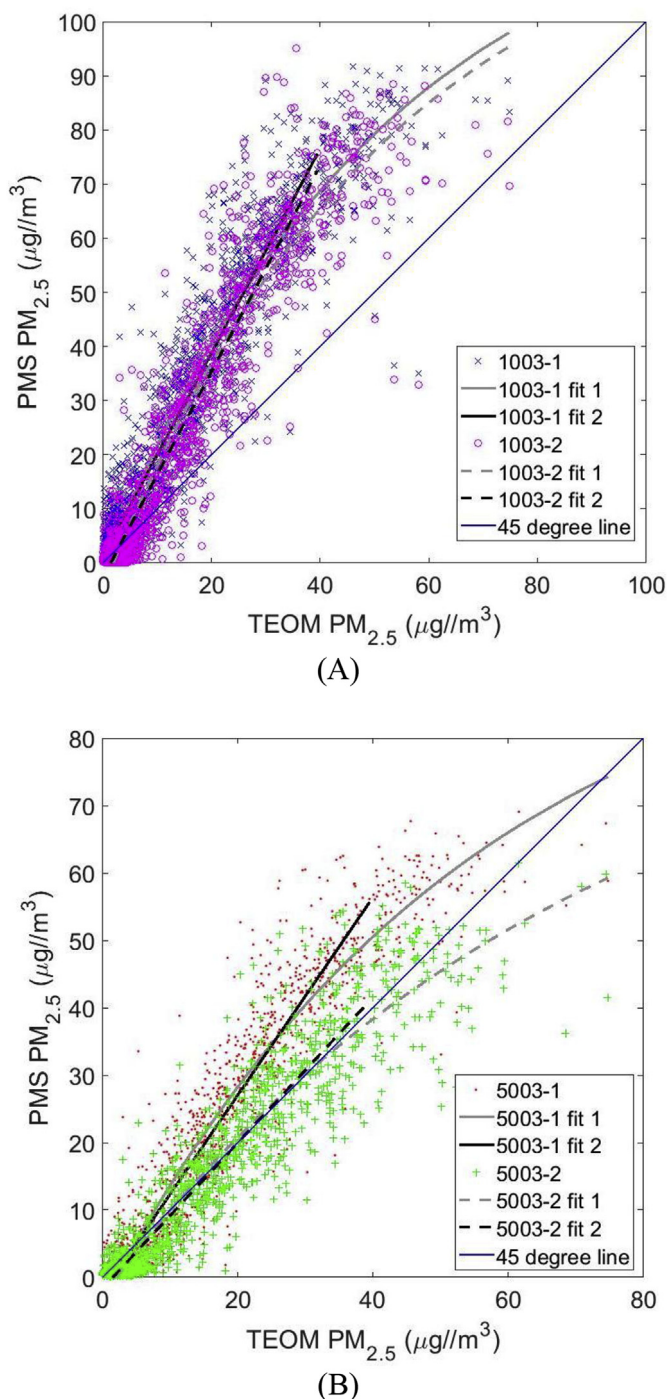 100
90
80
70
60
50
40
30
20
10
0
PMS PM2.5 (μg//m3)
1003-1
1003-1 fit 1
1003-1 fit 2
1003-2
1003-2 fit 1
1003-2 fit 2
45 degree line
0 20 40 60 80 100
TEOM PM2.5 (μg//m3)
(A)
80
70
60
50
40
30
20
10
0
PMS PM2.5 (μg//m3)
5003-1
5003-1 fit 1
5003-1 fit 2
5003-2
5003-2 fit 1
5003-2 fit 2
45 degree line
0 20 40 60 80
TEOM PM2.5 (μg//m3)
(B)